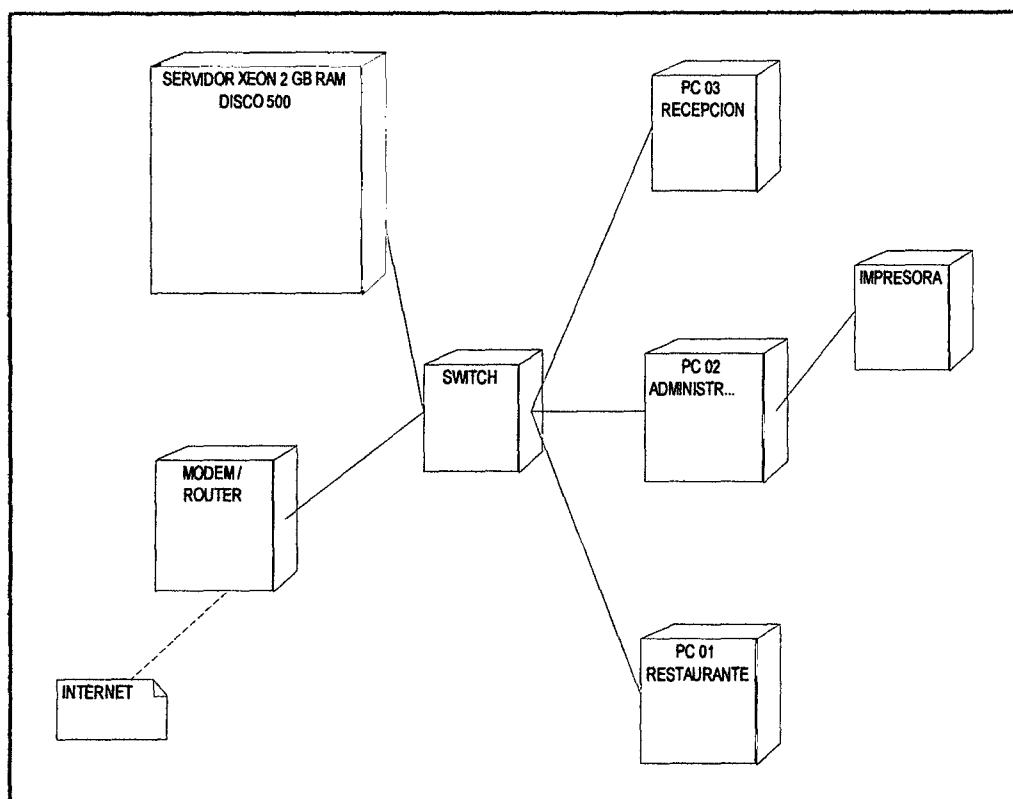 SERVIDOR XEON 2 GB RAM
DISCO 500
PC 03
RECEPCION
IMPRESORA
SWITCH
PC 02
ADMINISTR...
MODEM /
ROUTER
PC 01
RESTAURANTE
INTERNET